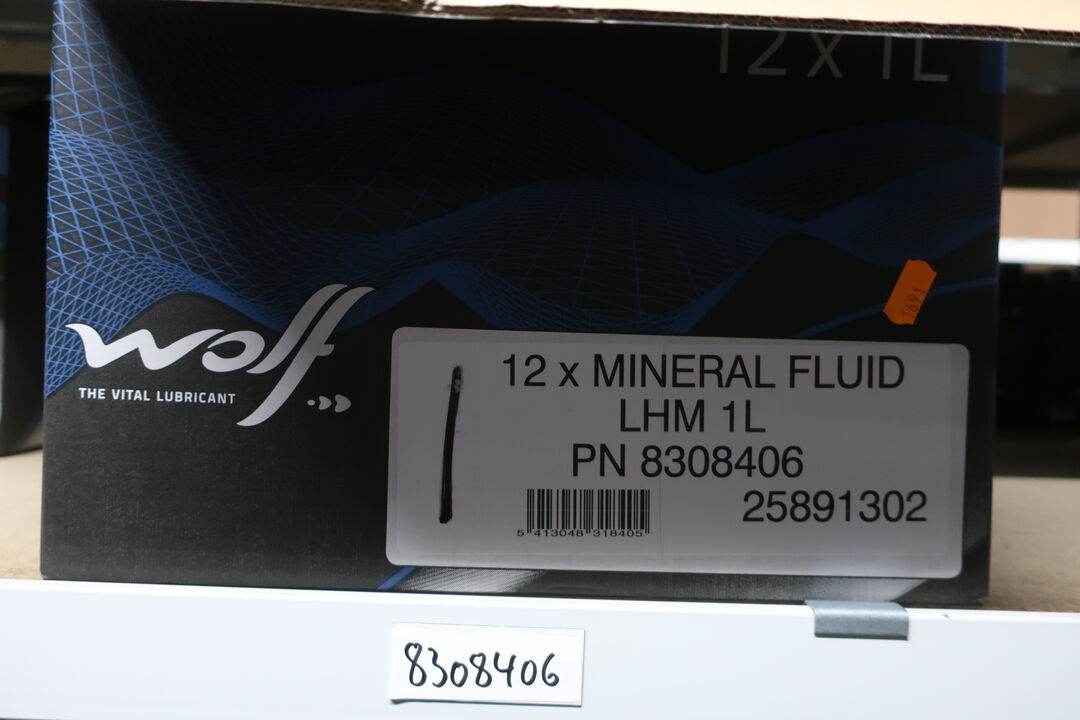 12 X 1L
wolf
THE VITAL LUBRICANT
1691
12 x MINERAL FLUID
LHM 1L
PN 8308406
25891302
5 413048 318405
8308406